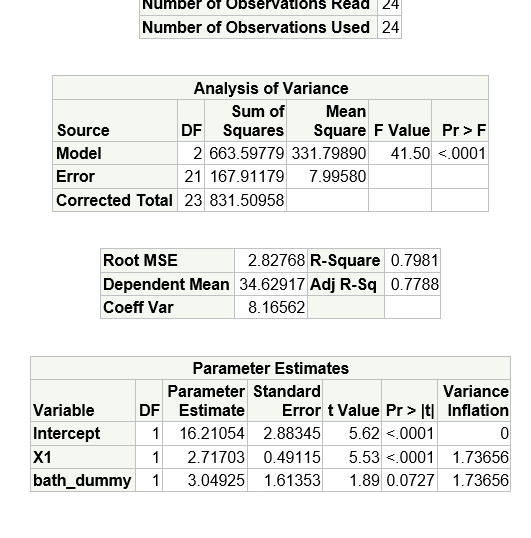 Number of Observations Read 24
Number of Observations Used 24
Analysis of Variance
Source DF Sum of Squares Mean Square F Value Pr > F
Model 2 663.59779 331.79890 41.50 <.0001
Error 21 167.91179 7.99580
Corrected Total 23 831.50958
Root MSE 2.82768 R-Square 0.7981
Dependent Mean 34.62917 Adj R-Sq 0.7788
Coeff Var 8.16562
Parameter Estimates
Variable DF Parameter Estimate Standard Error t Value Pr > |t| Variance Inflation
Intercept 1 16.21054 2.88345 5.62 <.0001 0
X1 1 2.71703 0.49115 5.53 <.0001 1.73656
bath_dummy 1 3.04925 1.61353 1.89 0.0727 1.73656